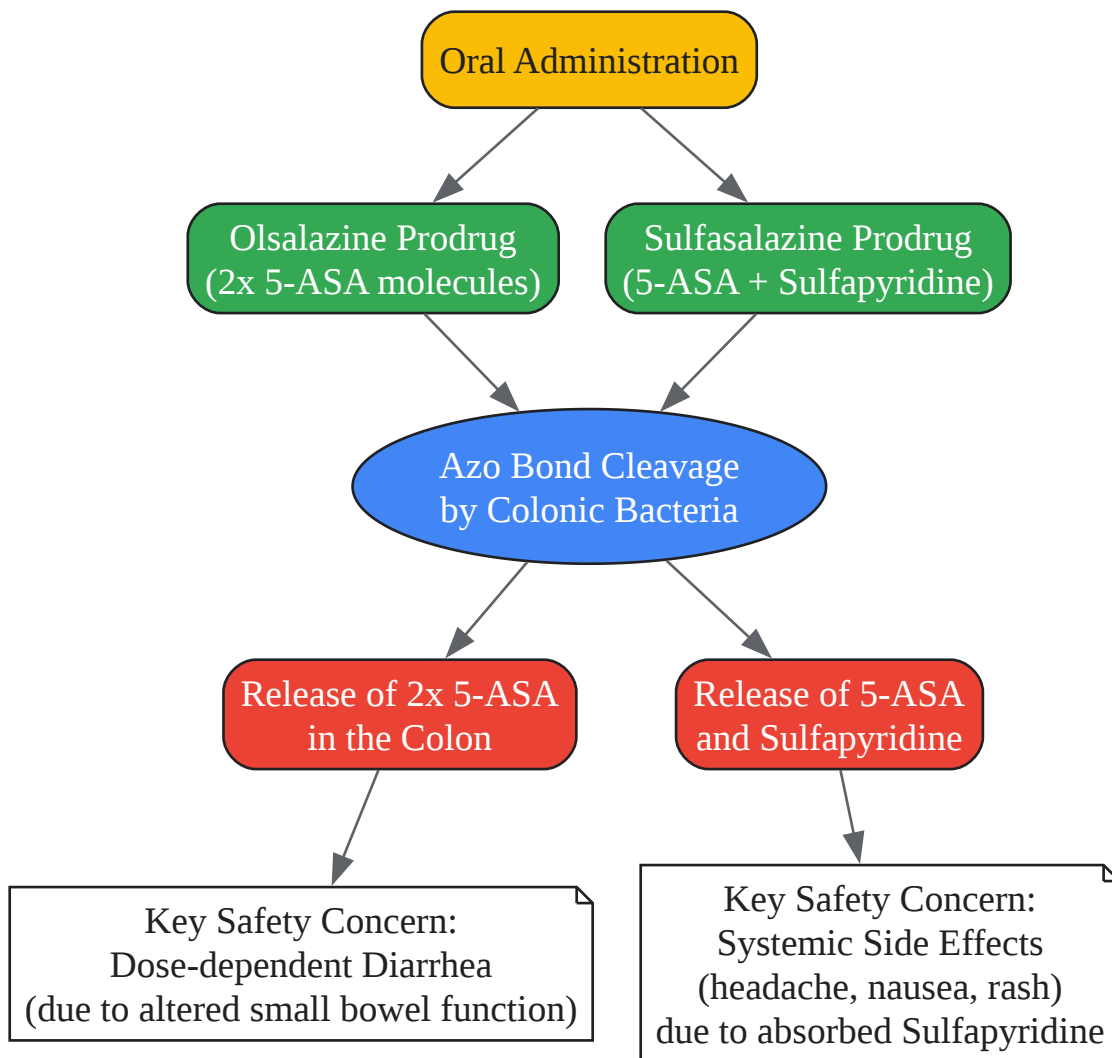 Oral Administration
Olsalazine Prodrug
(2x 5-ASA molecules)
Sulfasalazine Prodrug
(5-ASA + Sulfapyridine)
Azo Bond Cleavage
by Colonic Bacteria
Release of 2x 5-ASA
in the Colon
Release of 5-ASA
and Sulfapyridine
Key Safety Concern:
Dose-dependent Diarrhea
(due to altered small bowel function)
Key Safety Concern:
Systemic Side Effects
(headache, nausea, rash)
due to absorbed Sulfapyridine